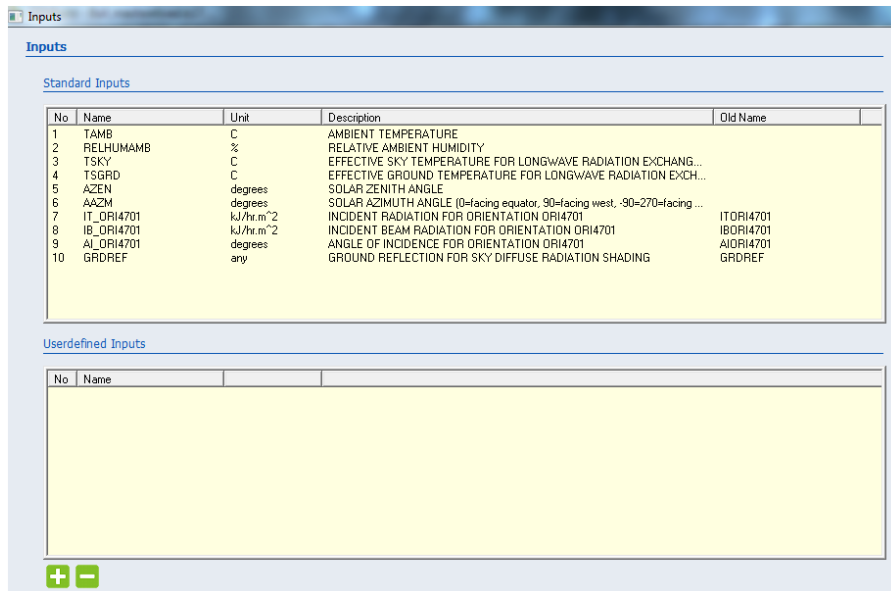 Inputs
Inputs
Standard Inputs
No Name Unit Description Old Name
1 TAMB C AMBIENT TEMPERATURE
2 RELHUMAMB % RELATIVE AMBIENT HUMIDITY
3 TSKY C EFFECTIVE SKY TEMPERATURE FOR LONGWAVE RADIATION EXCHANG...
4 TSGRD C EFFECTIVE GROUND TEMPERATURE FOR LONGWAVE RADIATION EXCH...
5 AZEN degrees SOLAR ZENITH ANGLE
6 AAZM degrees SOLAR AZIMUTH ANGLE (0=facing equator, 90=facing west, -90=270=facing ...
7 IT_ORI4701 kJ/hr.m^2 INCIDENT RADIATION FOR ORIENTATION ORI4701 ITORI4701
8 IB_ORI4701 kJ/hr.m^2 INCIDENT BEAM RADIATION FOR ORIENTATION ORI4701 IBORI4701
9 AI_ORI4701 degrees ANGLE OF INCIDENCE FOR ORIENTATION ORI4701 AIORI4701
10 GRDREF any GROUND REFLECTION FOR SKY DIFFUSE RADIATION SHADING GRDREF
Userdefined Inputs
No Name